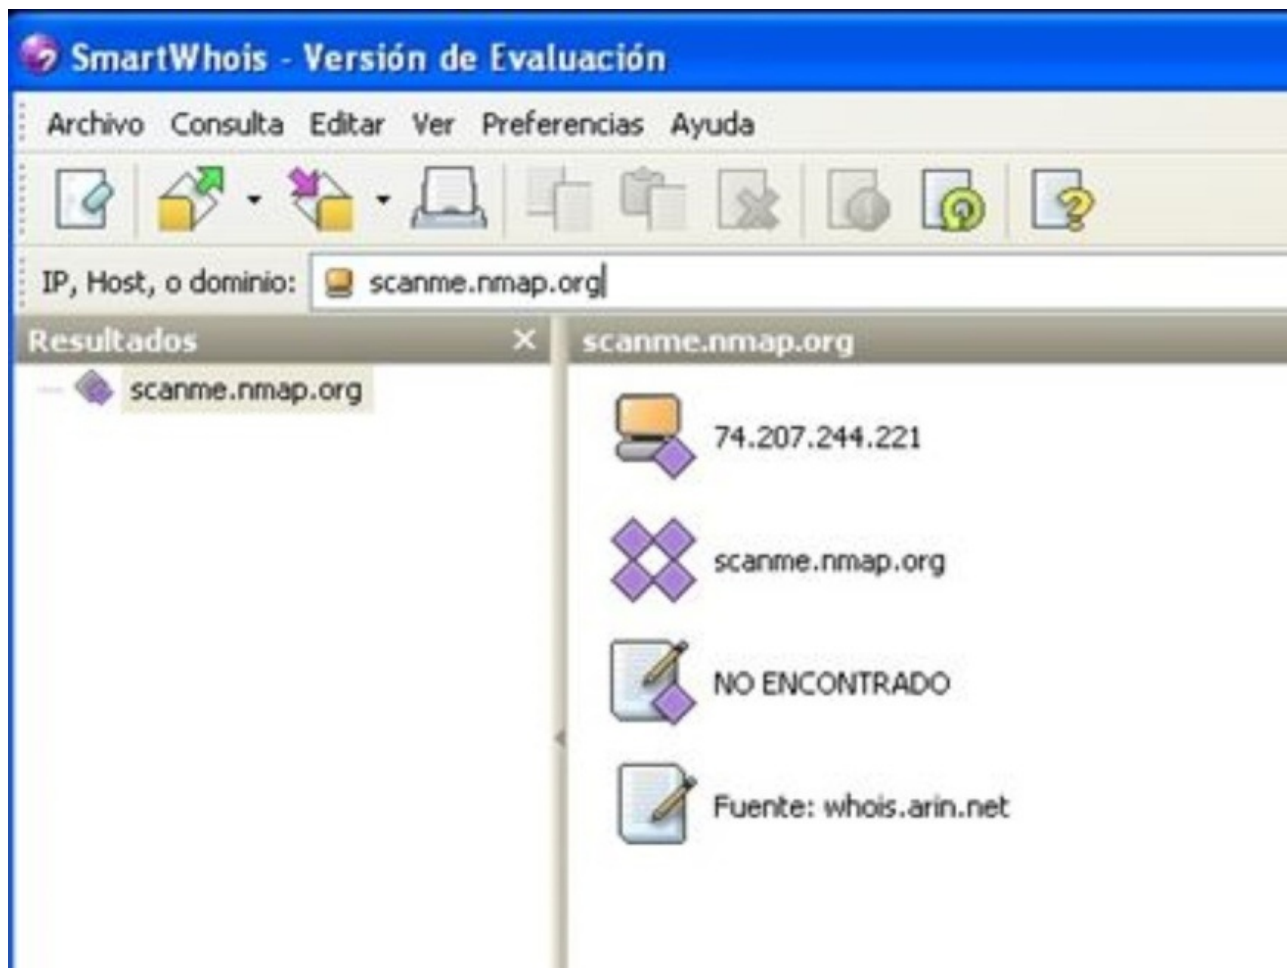 SmartWhois - Versión de Evaluación
Archivo Consulta Editar Ver Preferencias Ayuda
IP, Host, o dominio: scanme.nmap.org
Resultados
scanme.nmap.org
scanme.nmap.org
74.207.244.221
scanme.nmap.org
NO ENCONTRADO
Fuente: whois.arin.net